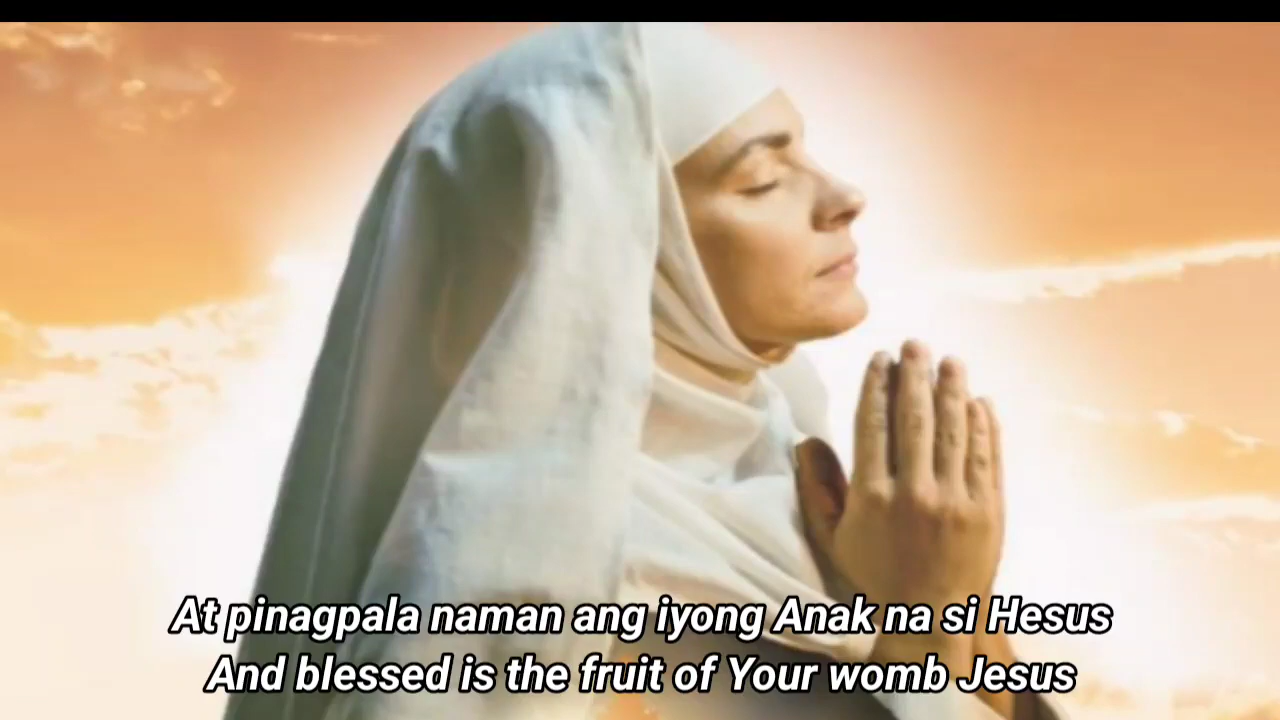 At pinagpala naman ang iyong Anak na si Hesus
And blessed is the fruit of Your womb Jesus